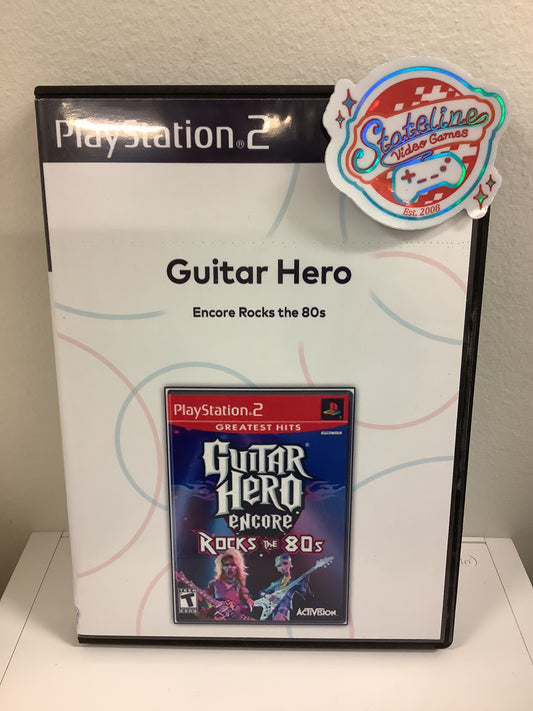 PlayStation®2
Stateline
Video Games
Est. 2008
Guitar Hero
Encore Rocks the 80s
PlayStation®2
GREATEST HITS
GUITAR
HERO
ENCORE
ROCKS THE 80s
TEEN
T
ACTIVISION